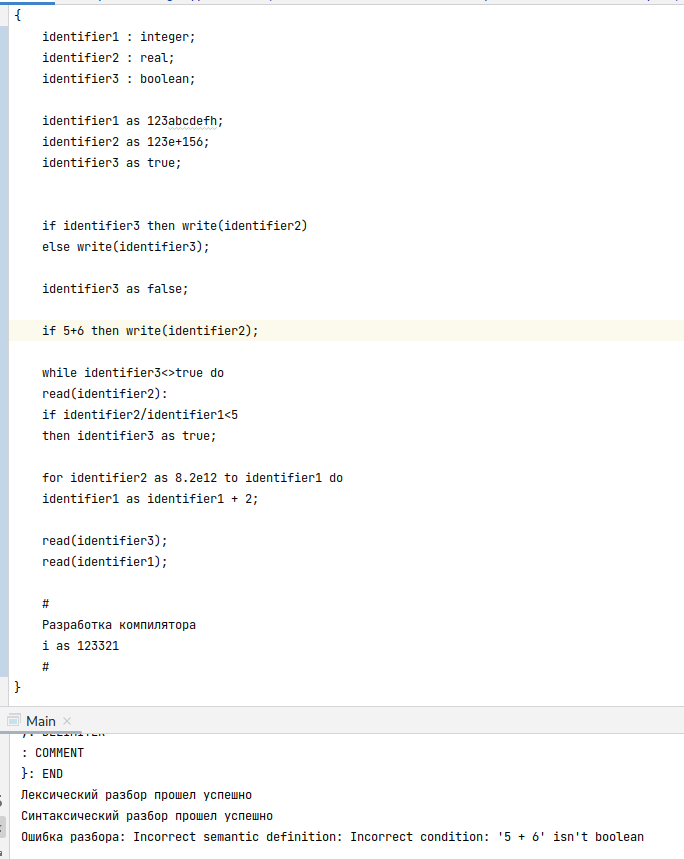 {
identifier1 : integer;
identifier2 : real;
identifier3 : boolean;
identifier1 as 123abcdefh;
identifier2 as 123e+156;
identifier3 as true;
if identifier3 then write(identifier2)
else write(identifier3);
identifier3 as false;
if 5+6 then write(identifier2);
while identifier3<>true do
read(identifier2):
if identifier2/identifier1<5
then identifier3 as true;
for identifier2 as 8.2e12 to identifier1 do
identifier1 as identifier1 + 2;
read(identifier3);
read(identifier1);
#
Разработка компилятора
i as 123321
#
}
Main
): DELIMITER
: COMMENT
}: END
Лексический разбор прошел успешно
Синтаксический разбор прошел успешно
Ошибка разбора: Incorrect semantic definition: Incorrect condition: '5 + 6' isn't boolean